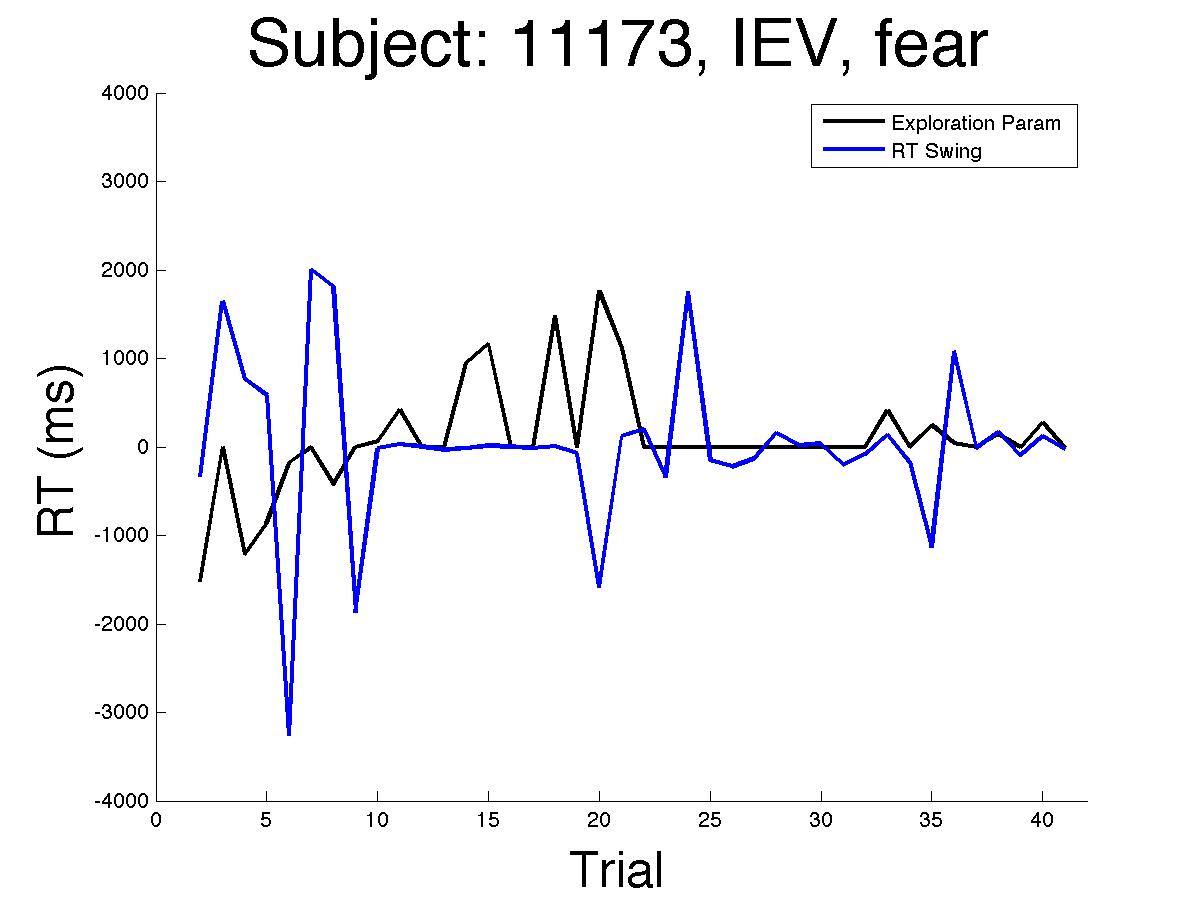 Subject: 11173, IEV, fear
4000
3000
2000
1000
0
-1000
-2000
-3000
-4000
RT (ms)
Exploration Param
RT Swing
0 5 10 15 20 25 30 35 40
Trial